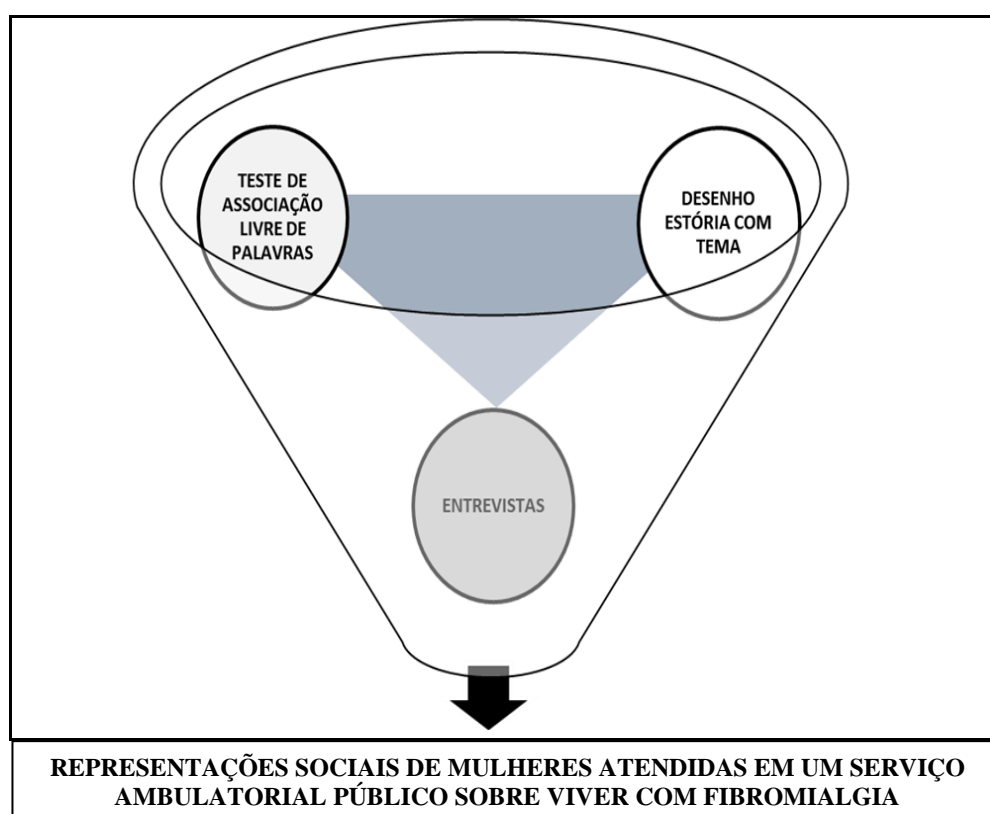 TESTE DE
ASSOCIAÇÃO
LIVRE DE
PALAVRAS
DESENHO
ESTÓRIA COM
TEMA
ENTREVISTAS
REPRESENTAÇÕES SOCIAIS DE MULHERES ATENDIDAS EM UM SERVIÇO
AMBULATORIAL PÚBLICO SOBRE VIVER COM FIBROMIALGIA